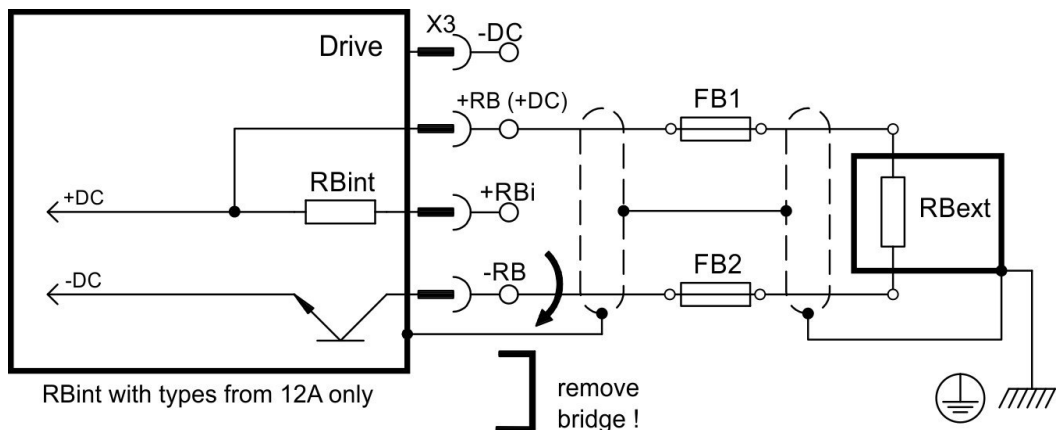 Drive
X3
-DC
+RB (+DC)
FB1
RBint
+DC
+RBi
RBext
-DC
-RB
FB2
RBint with types from 12A only
remove
bridge !